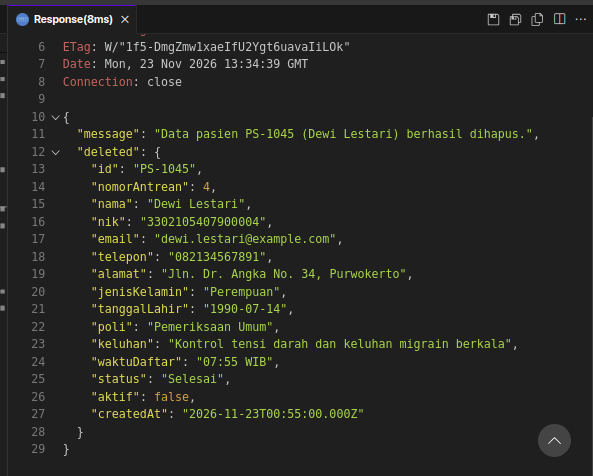 Response(8ms)
6 ETag: W/"1f5-DmgZmw1xaeIfU2Ygt6uavaIiLOk"
7 Date: Mon, 23 Nov 2026 13:34:39 GMT
8 Connection: close
9
10 {
11 "message": "Data pasien PS-1045 (Dewi Lestari) berhasil dihapus.",
12 "deleted": {
13 "id": "PS-1045",
14 "nomorAntrean": 4,
15 "nama": "Dewi Lestari",
16 "nik": "3302105407900004",
17 "email": "dewi.lestari@example.com",
18 "telepon": "082134567891",
19 "alamat": "Jln. Dr. Angka No. 34, Purwokerto",
20 "jenisKelamin": "Perempuan",
21 "tanggalLahir": "1990-07-14",
22 "poli": "Pemeriksaan Umum",
23 "keluhan": "Kontrol tensi darah dan keluhan migrain berkala",
24 "waktuDaftar": "07:55 WIB",
25 "status": "Selesai",
26 "aktif": false,
27 "createdAt": "2026-11-23T00:55:00.000Z"
28 }
29 }